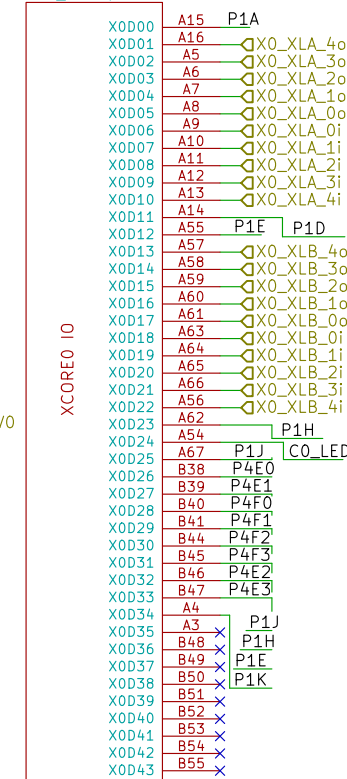 X0D00 A15 P1A
X0D01 A16 X0_XLA_4o
X0D02 A5 X0_XLA_3o
X0D03 A6 X0_XLA_2o
X0D04 A7 X0_XLA_1o
X0D05 A8 X0_XLA_0o
X0D06 A9 X0_XLA_0i
X0D07 A10 X0_XLA_1i
X0D08 A11 X0_XLA_2i
X0D09 A12 X0_XLA_3i
X0D10 A13 X0_XLA_4i
X0D11 A14 P1D
X0D12 A55 P1E
X0D13 A57 X0_XLB_4o
X0D14 A58 X0_XLB_3o
X0D15 A59 X0_XLB_2o
X0D16 A60 X0_XLB_1o
X0D17 A61 X0_XLB_0o
X0D18 A63 X0_XLB_0i
X0D19 A64 X0_XLB_1i
X0D20 A65 X0_XLB_2i
X0D21 A66 X0_XLB_3i
X0D22 A56 X0_XLB_4i
XCORE0 IO
X0D23 A62 P1H
X0D24 A54 C0_LED
X0D25 A67 P1J
X0D26 B38 P4E0
X0D27 B39 P4E1
X0D28 B40 P4F0
X0D29 B41 P4F1
X0D30 B44 P4F2
X0D31 B45 P4F3
X0D32 B46 P4E2
X0D33 B47 P4E3
X0D34 A4
X0D35 A3 P1J
X0D36 B48 P1H
X0D37 B49 P1E
X0D38 B50 P1K
X0D39 B51
X0D40 B52
X0D41 B53
X0D42 B54
X0D43 B55